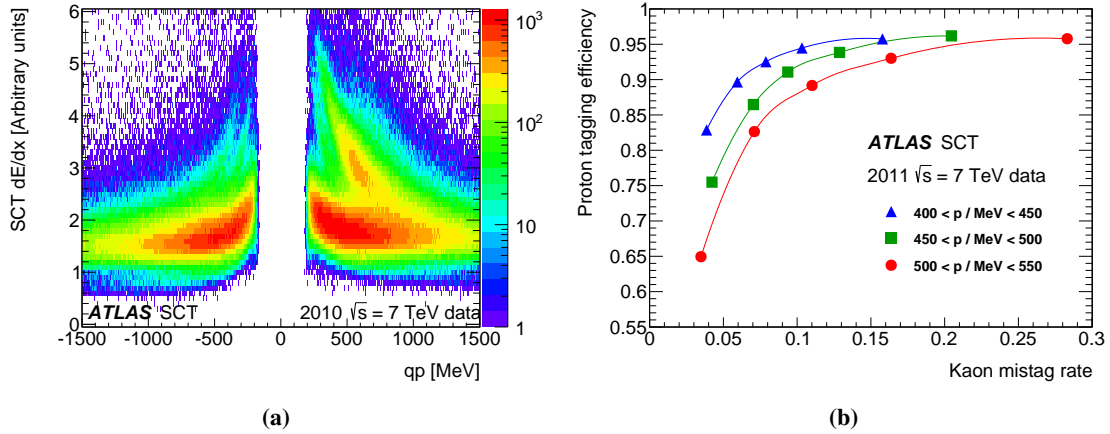 SCT dE/dx [Arbitrary units]
6
5
4
3
2
1
0
ATLAS SCT
2010 √s = 7 TeV data
-1500 -1000 -500 0 500 1000 1500
qp [MeV]
10³
10²
10
1
(a)
Proton tagging efficiency
1
0.95
0.9
0.85
0.8
0.75
0.7
0.65
0.6
0.55
ATLAS SCT
2011 √s = 7 TeV data
400 < p / MeV < 450
450 < p / MeV < 500
500 < p / MeV < 550
0 0.05 0.1 0.15 0.2 0.25 0.3
Kaon mistag rate
(b)